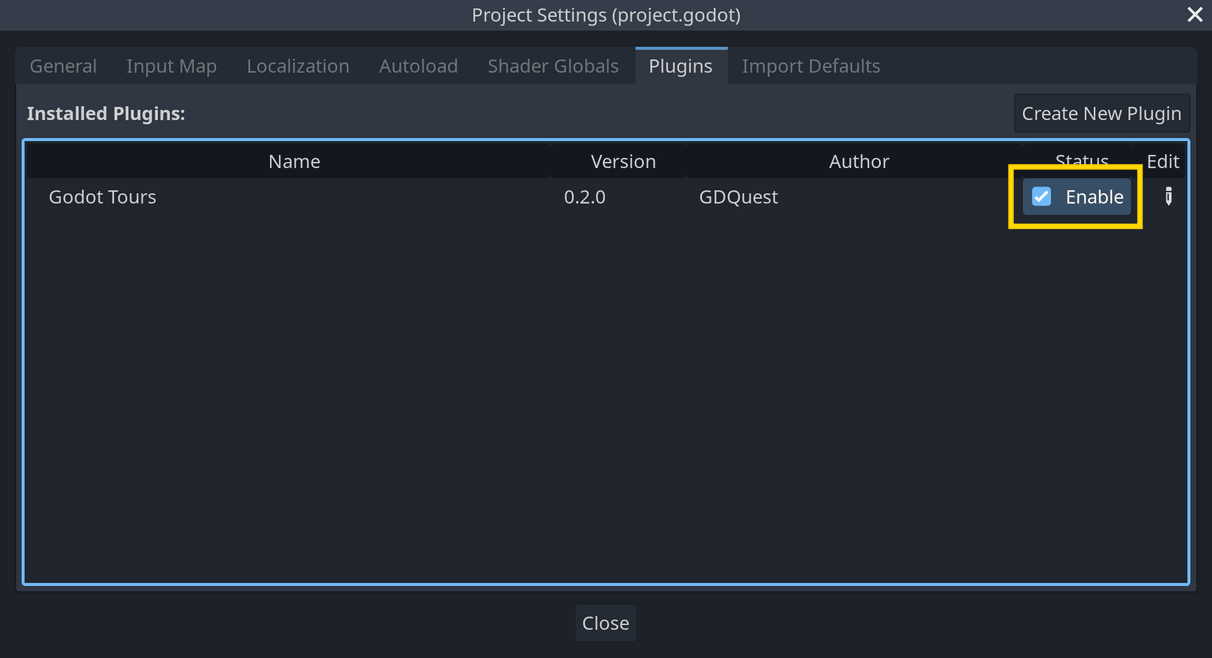 Project Settings (project.godot)
General Input Map Localization Autoload Shader Globals Plugins Import Defaults
Installed Plugins: Create New Plugin
Name Version Author Status Edit
Godot Tours 0.2.0 GDQuest Enable
Close